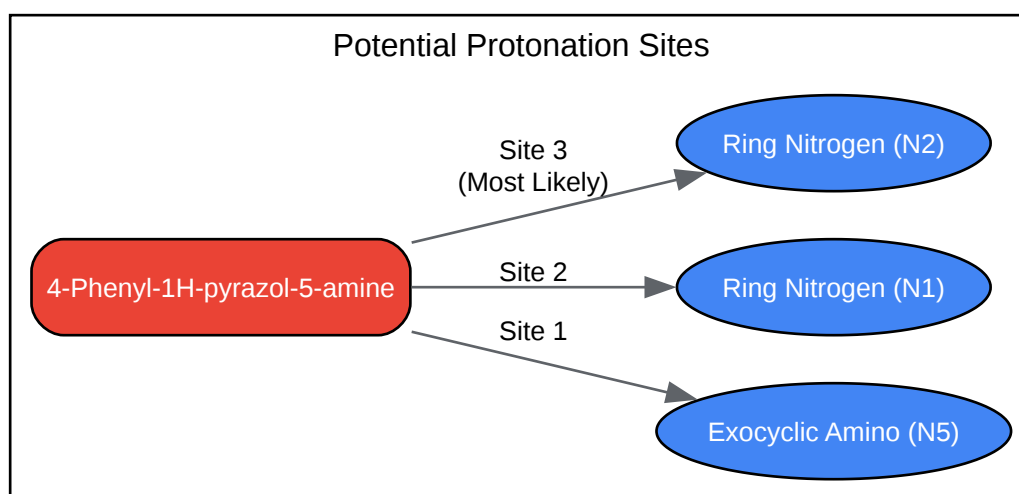 Potential Protonation Sites
Site 3
(Most Likely)
Ring Nitrogen (N2)
4-Phenyl-1H-pyrazol-5-amine
Site 2
Ring Nitrogen (N1)
Site 1
Exocyclic Amino (N5)